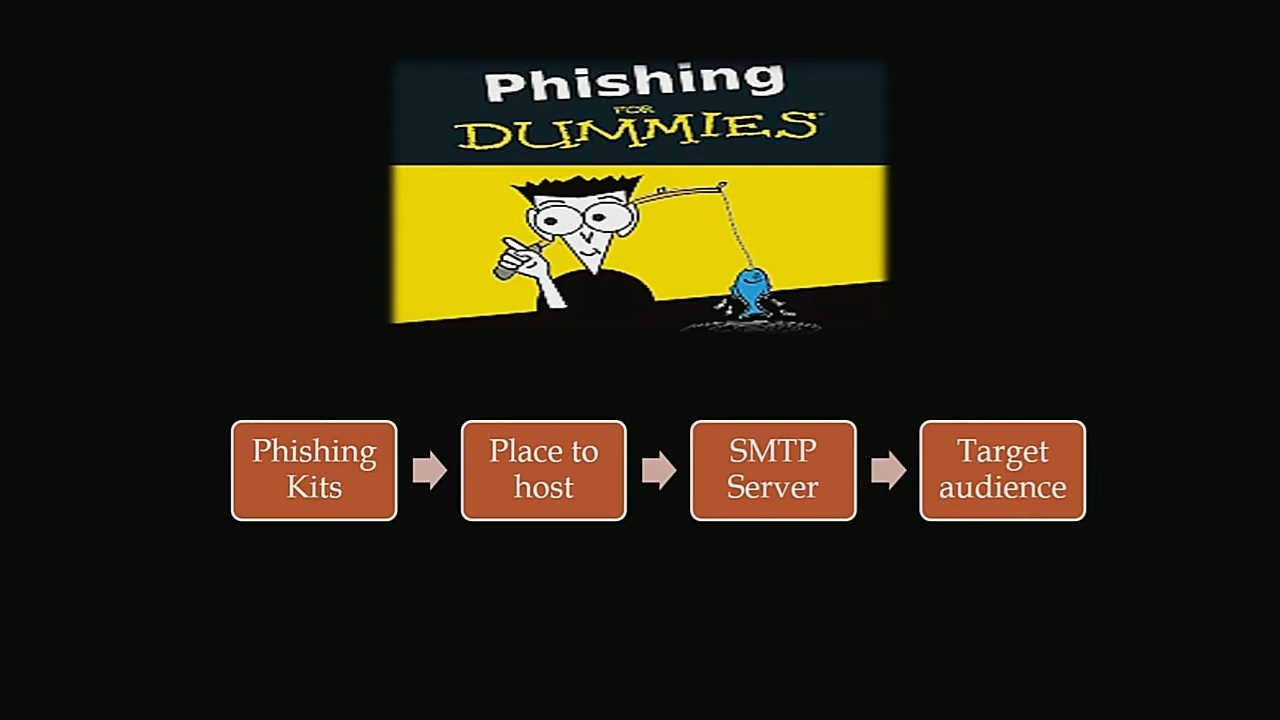 Phishing
FOR
DUMMIES
Phishing
Kits
Place to
host
SMTP
Server
Target
audience